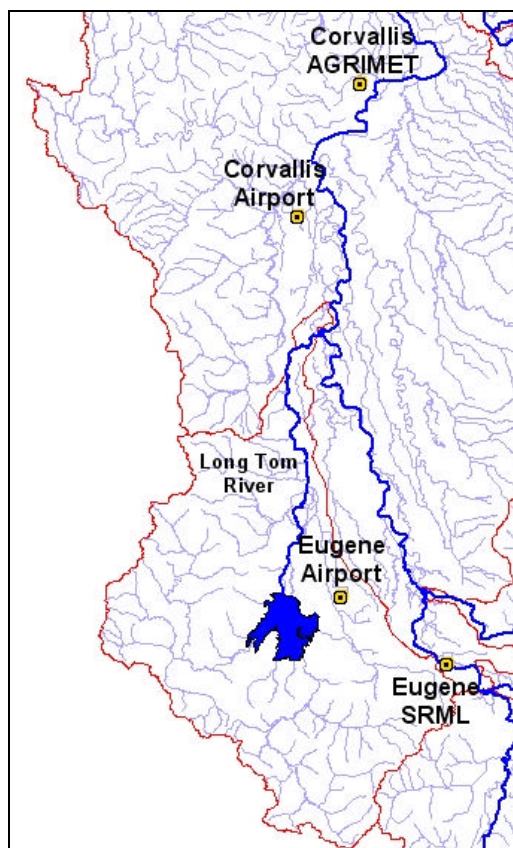 Corvallis
AGRIMET
Corvallis
Airport
Long Tom
River
Eugene
Airport
Eugene
SRML